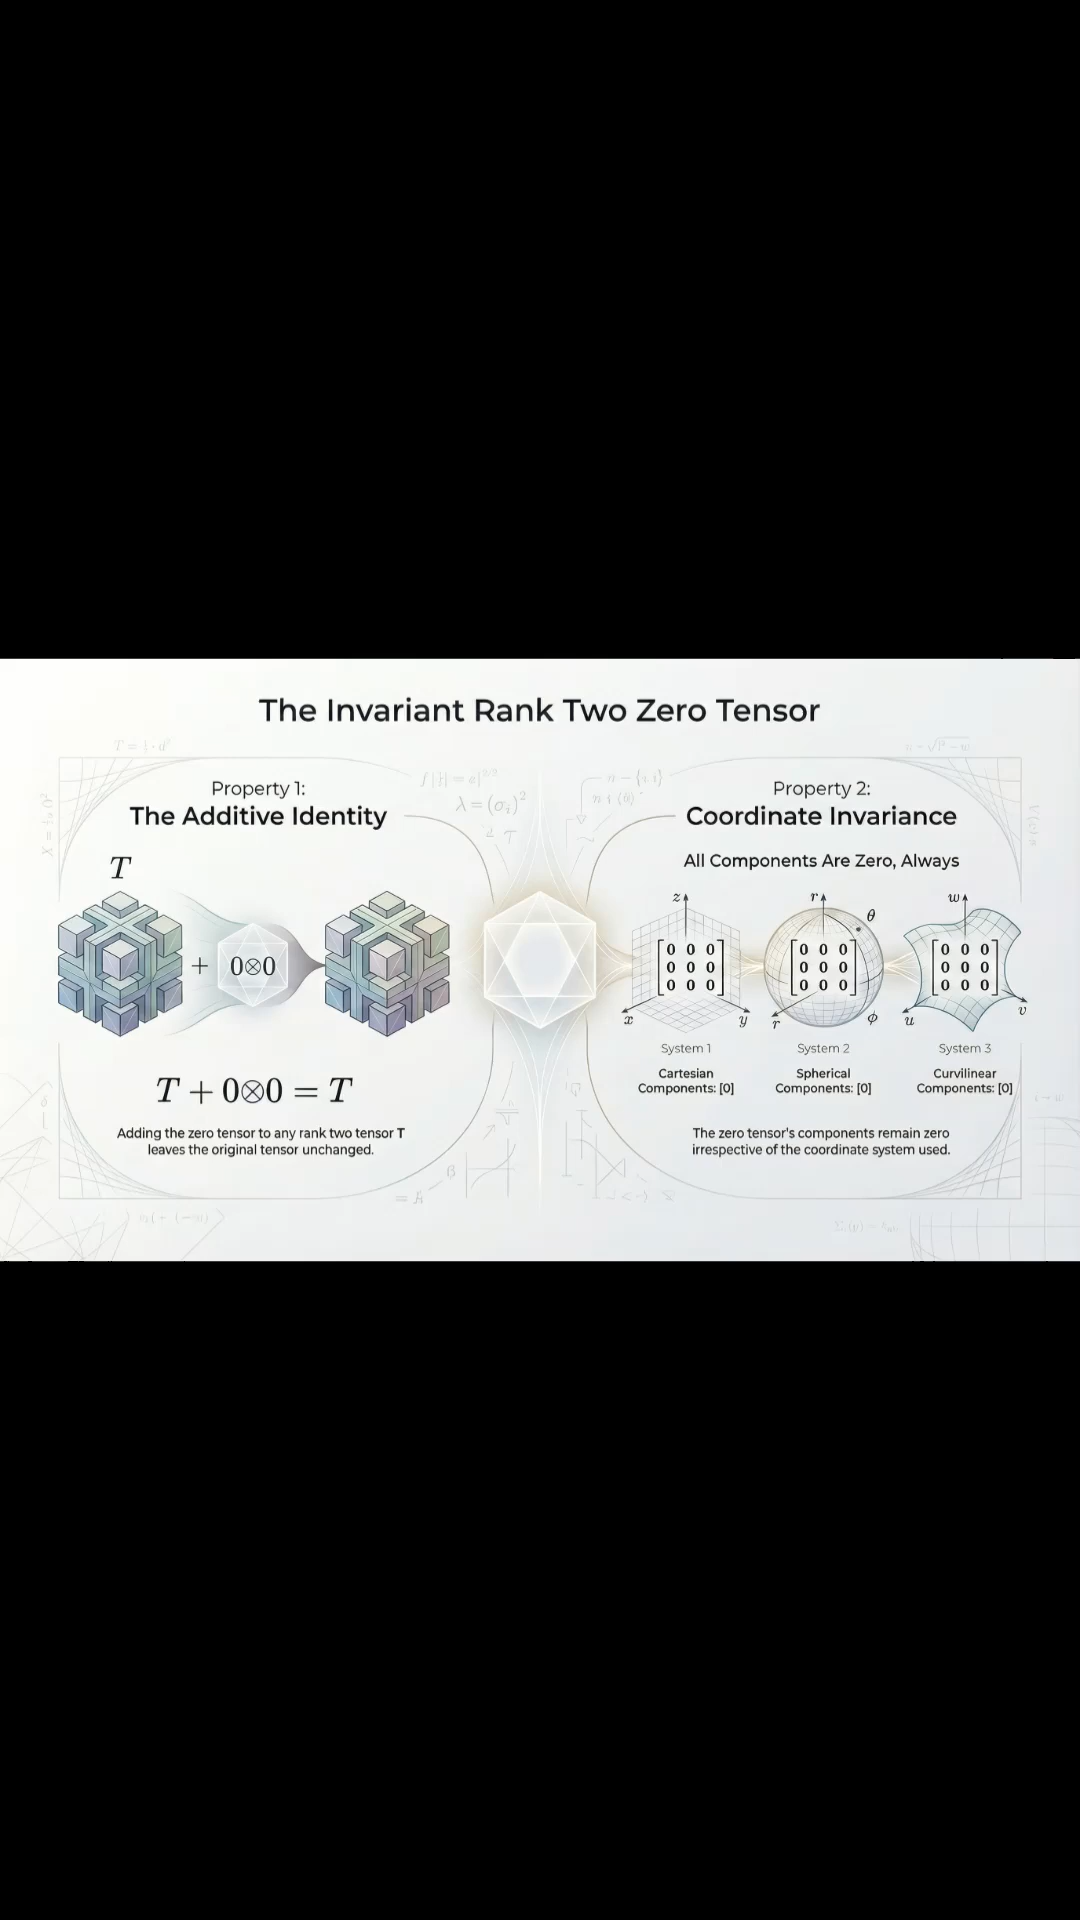 The Invariant Rank Two Zero Tensor
Property 1:
The Additive Identity
T
+ 0⊗0
T + 0⊗0 = T
Adding the zero tensor to any rank two tensor T
leaves the original tensor unchanged.
Property 2:
Coordinate Invariance
All Components Are Zero, Always
z
x
y
0 0 0
0 0 0
0 0 0
System 1
Cartesian
Components: [0]
r
θ
r
ϕ
0 0 0
0 0 0
0 0 0
System 2
Spherical
Components: [0]
w
u
v
0 0 0
0 0 0
0 0 0
System 3
Curvilinear
Components: [0]
The zero tensor's components remain zero
irrespective of the coordinate system used.